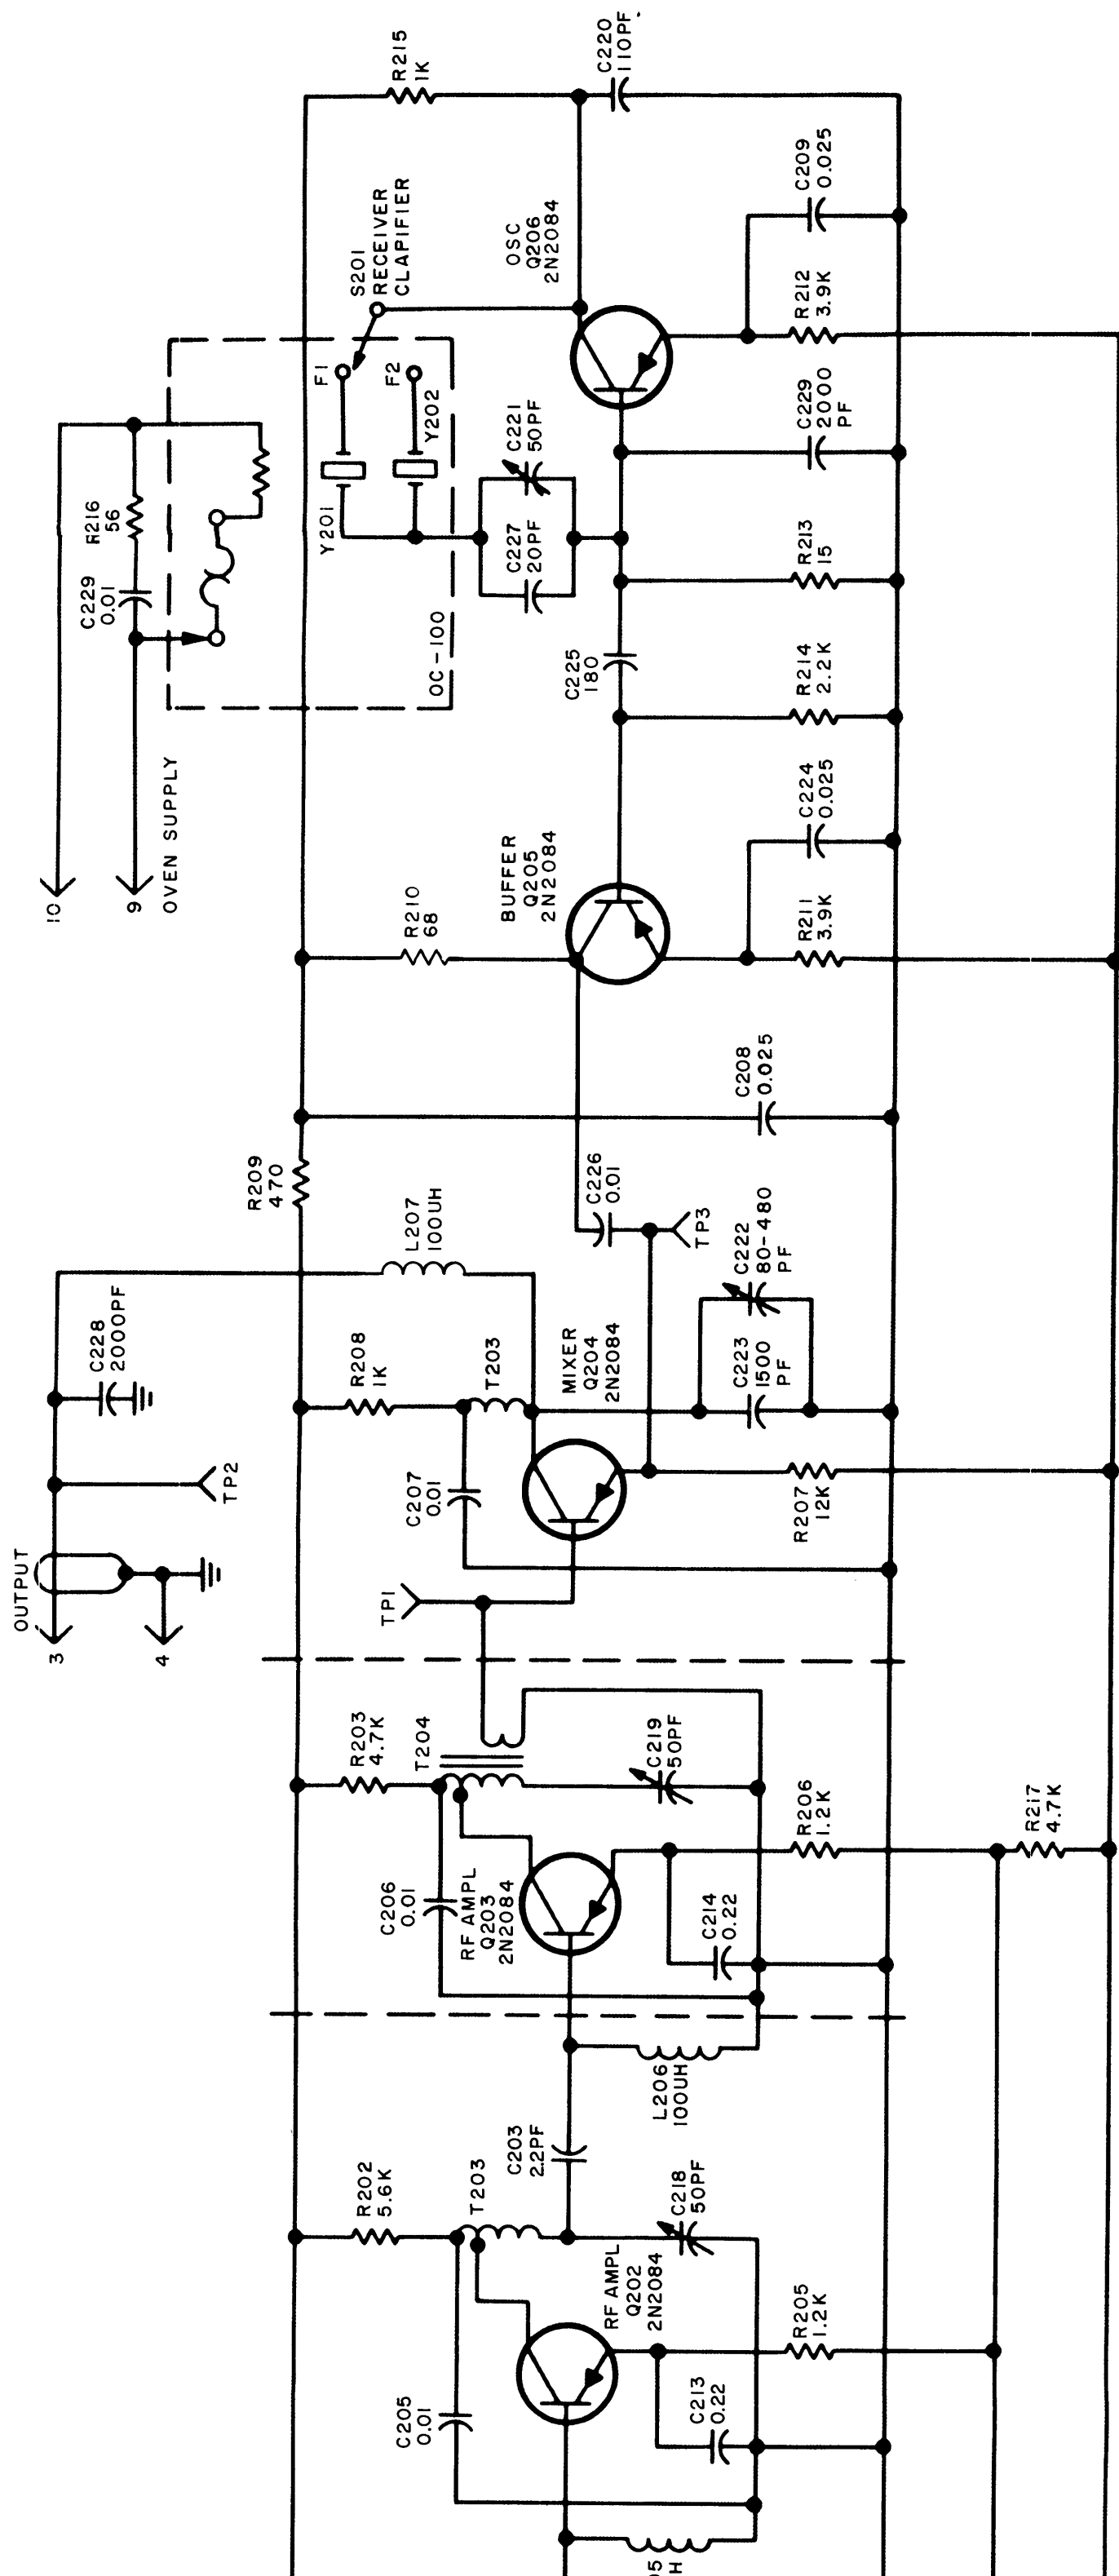 R215
1K
C220
110PF.
C209
0.025
S201
RECEIVER
CLAPIFIER
OSC
Q206
2N2084
R212
3.9K
F1
F2
Y202
Y201
C221
50PF
C229
2000
PF
R216
56
C229
0.01
C227
20PF
R213
15
OC-100
C225
180
R214
2.2K
10
9
OVEN SUPPLY
C224
0.025
BUFFER
Q205
2N2084
R210
68
R211
3.9K
C208
0.025
R209
470
L207
100UH
C226
0.01
TP3
C222
80-480
PF
C228
2000PF
R208
1K
T203
MIXER
Q204
2N2084
C223
1500
PF
TP2
C207
0.01
R207
12K
OUTPUT
3
4
TP1
R203
4.7K
T204
C219
50PF
R206
1.2K
R217
4.7K
C206
0.01
RF AMPL
Q203
2N2084
C214
0.22
L206
100UH
C203
2.2PF
R202
5.6K
T203
C218
50PF
RF AMPL
Q202
2N2084
R205
1.2K
C205
0.01
C213
0.22